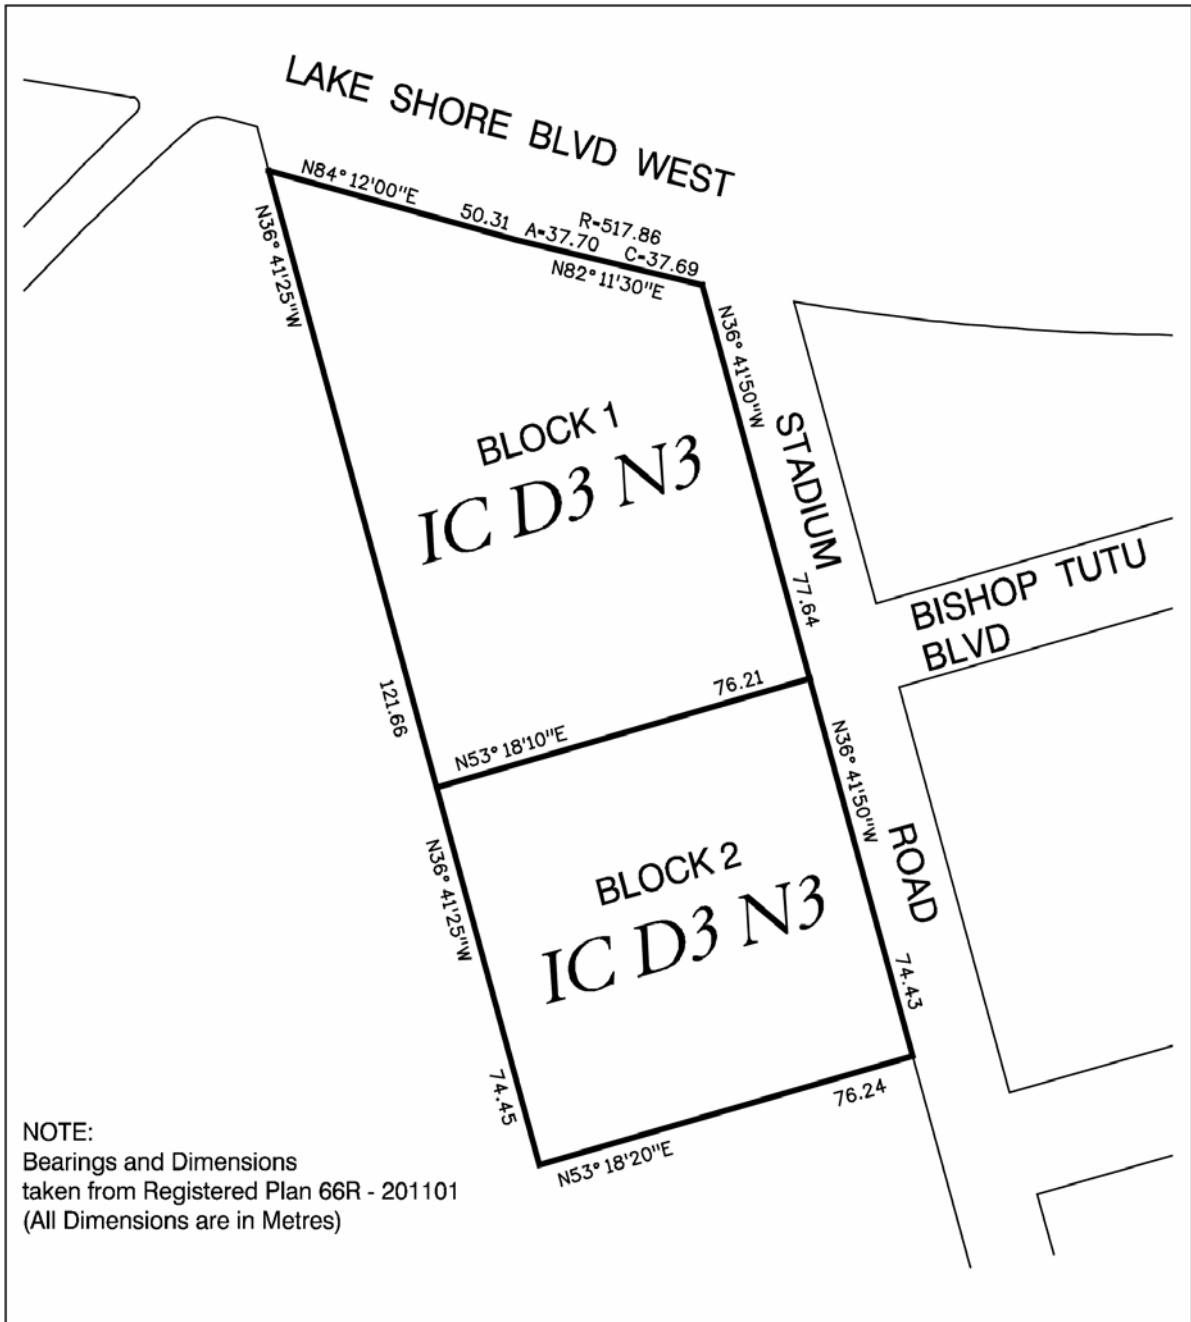 LAKE SHORE BLVD WEST
N84° 12'00"E
50.31
R=517.86
A=37.70
C=37.69
N82° 11'30"E
N36° 41'25"W
N36° 41'50"W
BLOCK 1
IC D3 N3
STADIUM
77.64
BISHOP TUTU
BLVD
121.66
76.21
N53° 18'10"E
N36° 41'50"W
N36° 41'25"W
BLOCK 2
IC D3 N3
ROAD
74.43
74.45
76.24
N53° 18'20"E
NOTE:
Bearings and Dimensions
taken from Registered Plan 66R - 201101
(All Dimensions are in Metres)